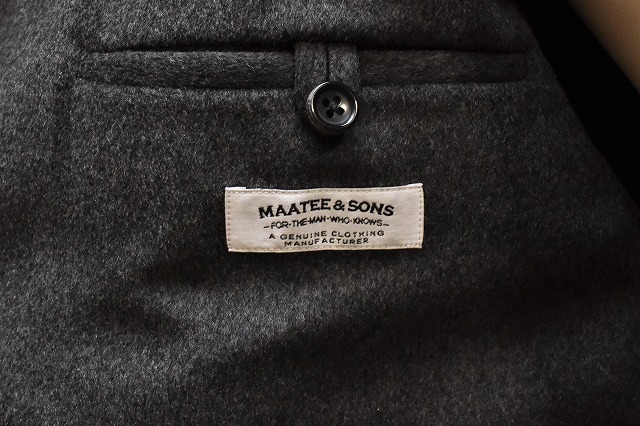 MAATEE & SONS
-FOR-THE-MAN-WHO-KNOWS-
A GENUINE CLOTHING
MANUFACTURER